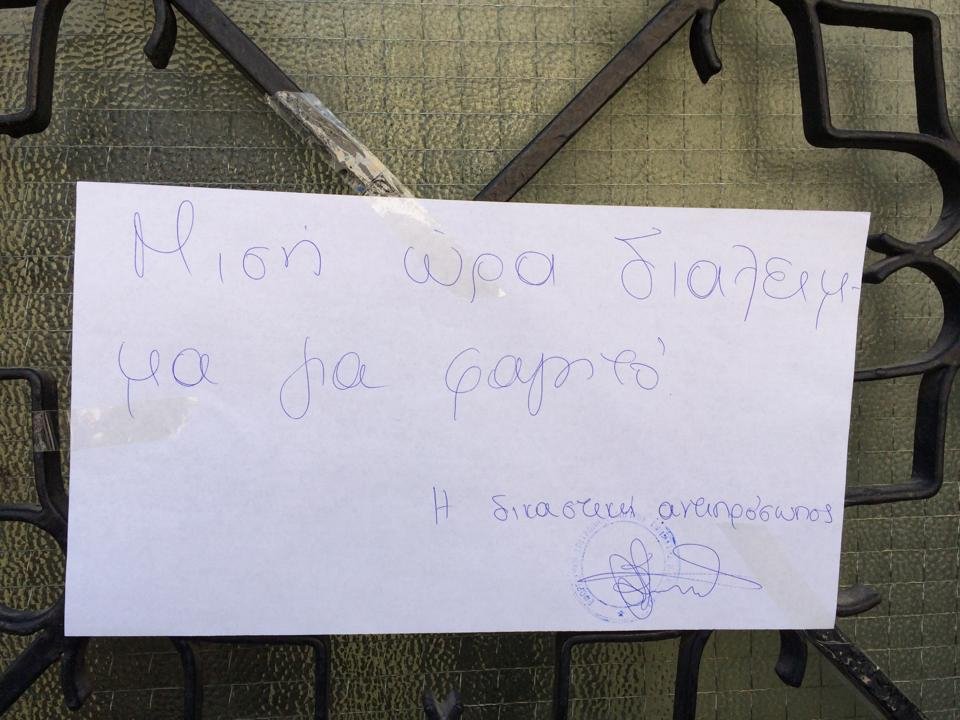 Μισή ώρα διάλειμ-
μα για φαγητό
Η δικαστική αντιπρόσωπος